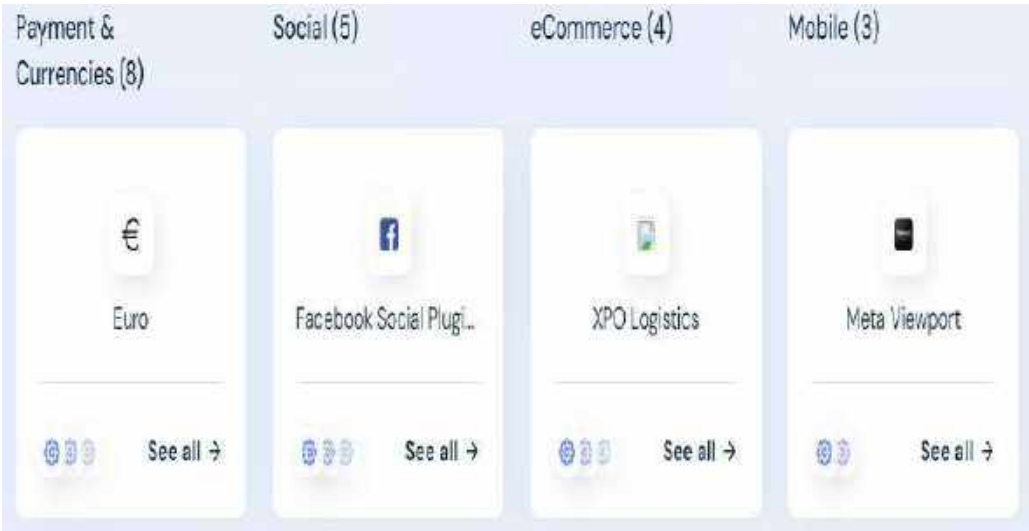 Payment &
Currencies (8)
Social (5)
eCommerce (4)
Mobile (3)
€
Euro
See all →
f
Facebook Social Plugi...
See all →
XPO Logistics
See all →
Meta Viewport
See all →